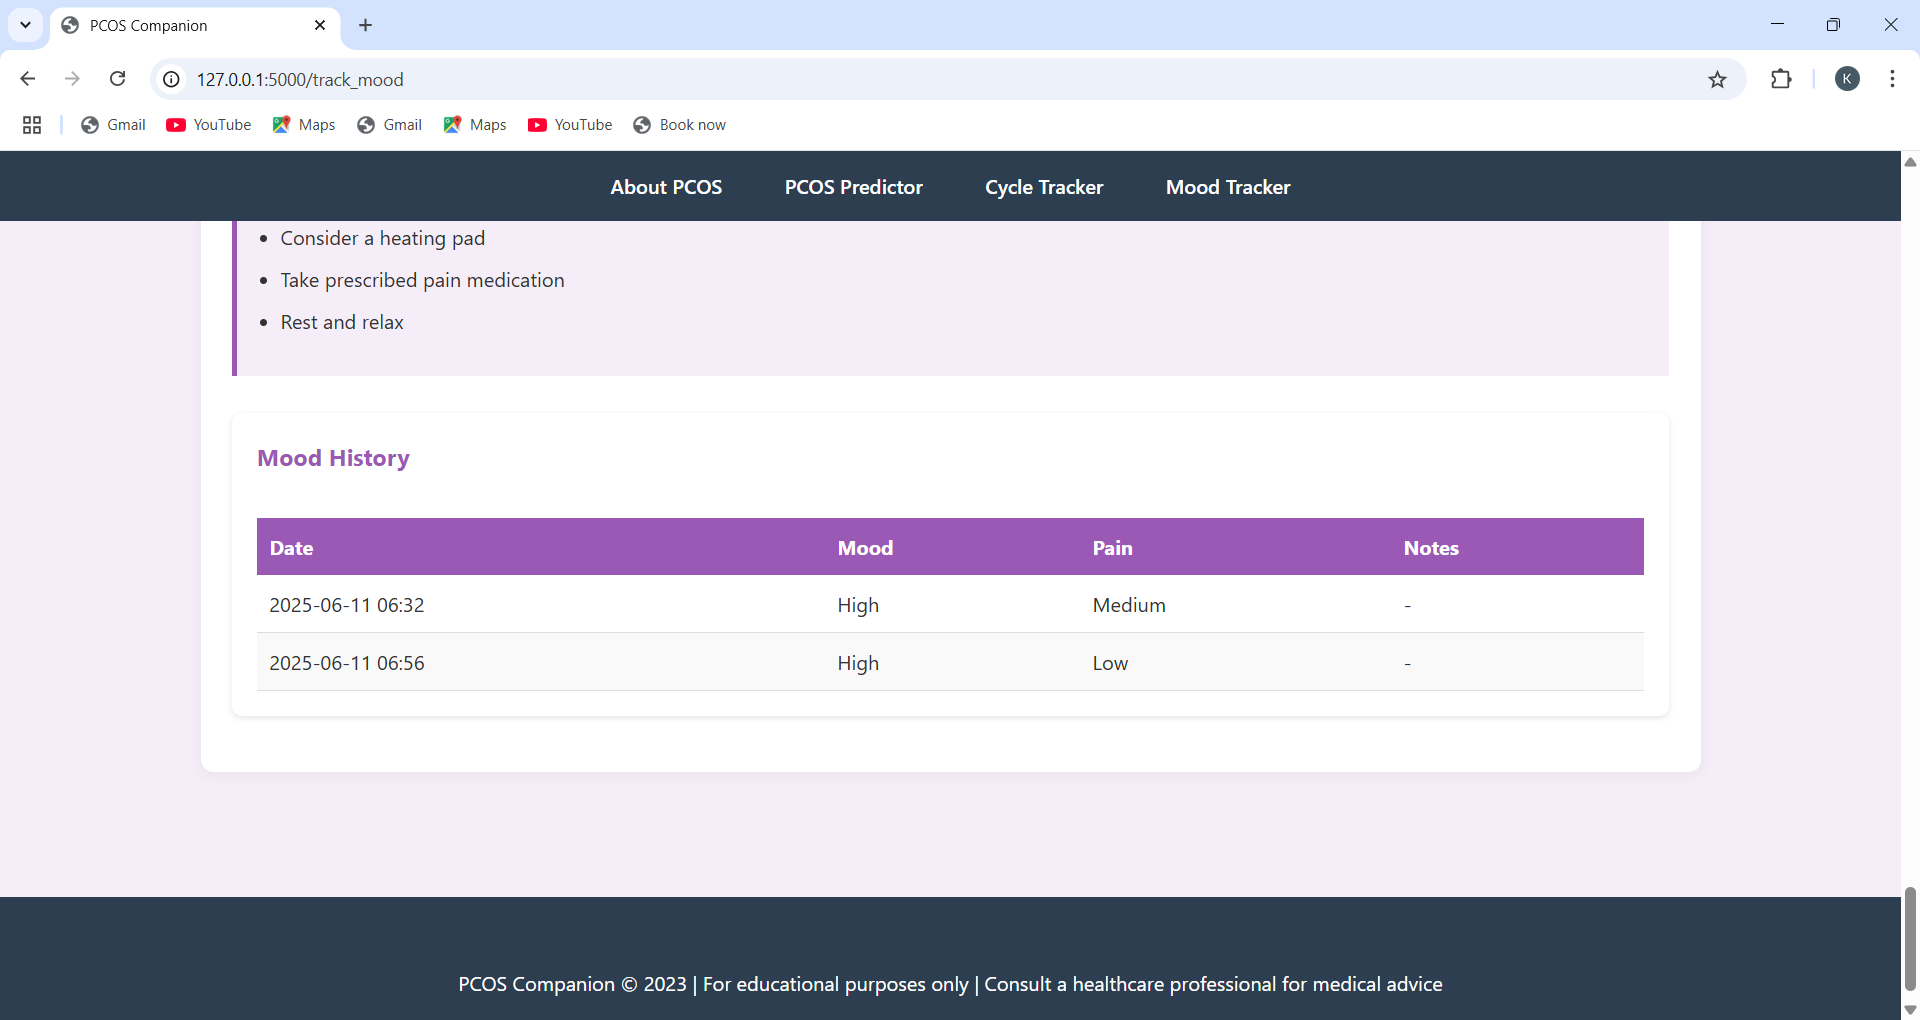 PCOS Companion
127.0.0.1:5000/track_mood
K
Gmail YouTube Maps Gmail Maps YouTube Book now
About PCOS PCOS Predictor Cycle Tracker Mood Tracker
• Consider a heating pad
• Take prescribed pain medication
• Rest and relax
Mood History
Date Mood Pain Notes
2025-06-11 06:32 High Medium -
2025-06-11 06:56 High Low -
PCOS Companion © 2023 | For educational purposes only | Consult a healthcare professional for medical advice